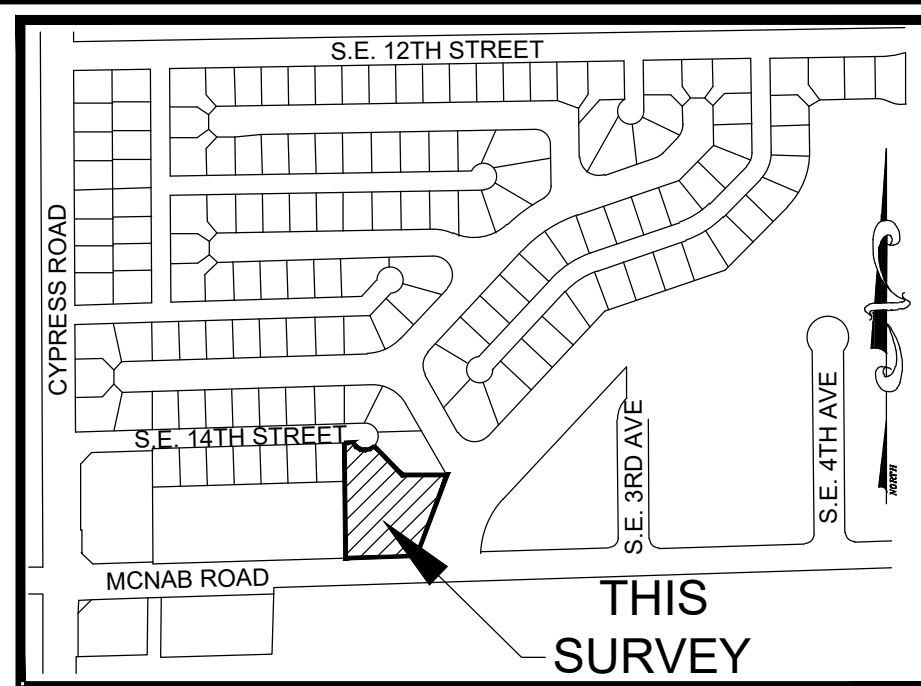 S.E. 12TH STREET
CYPRESS ROAD
S.E. 14TH STREET
S.E. 3RD AVE
S.E. 4TH AVE
NORTH
MCNAB ROAD
THIS
SURVEY